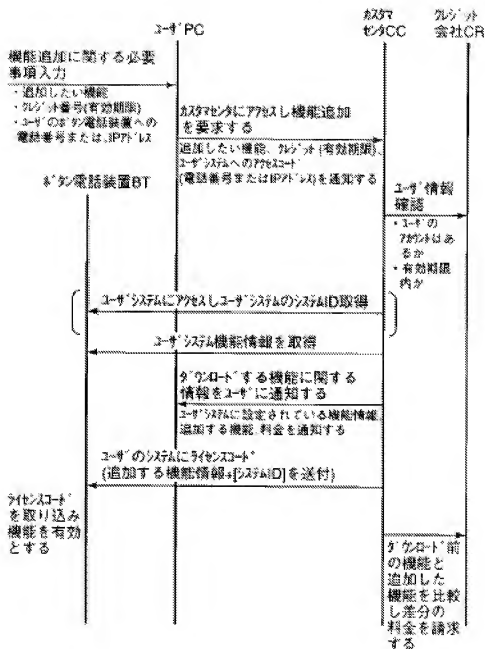 ユーザPC
カスタマ
センタCC
クレジット
会社CR
機能追加に関する必要
事項入力
・追加したい機能
・クレジット番号(有効期限)
・ユーザのボタン電話装置への
電話番号または、IPアドレス
カスタマセンタにアクセスし機能追加
を要求する
追加したい機能、クレジット(有効期限)、
ユーザシステムへのアクセスコード
(電話番号またはIPアドレス)を通知する
ボタン電話装置BT
ユーザ情報
確認
・ユーザの
アカウントはあ
るか
・有効期限
内か
ユーザシステムにアクセスしユーザシステムのシステムID取得
ユーザシステム機能情報を取得
ダウンロードする機能に関する
情報をユーザに通知する
ユーザシステムに設定されている機能情報、
追加する機能、料金を通知する
ユーザのシステムにライセンスコード
(追加する機能情報+[システムID]を送付)
ライセンスコード
を取り込み
機能を有効
とする
ダウンロード前
の機能と
追加した
機能を比較
し差分の
料金を請求
する